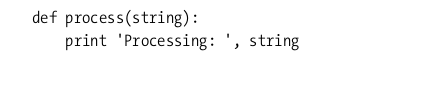 def process(string):
    print 'Processing: ', string